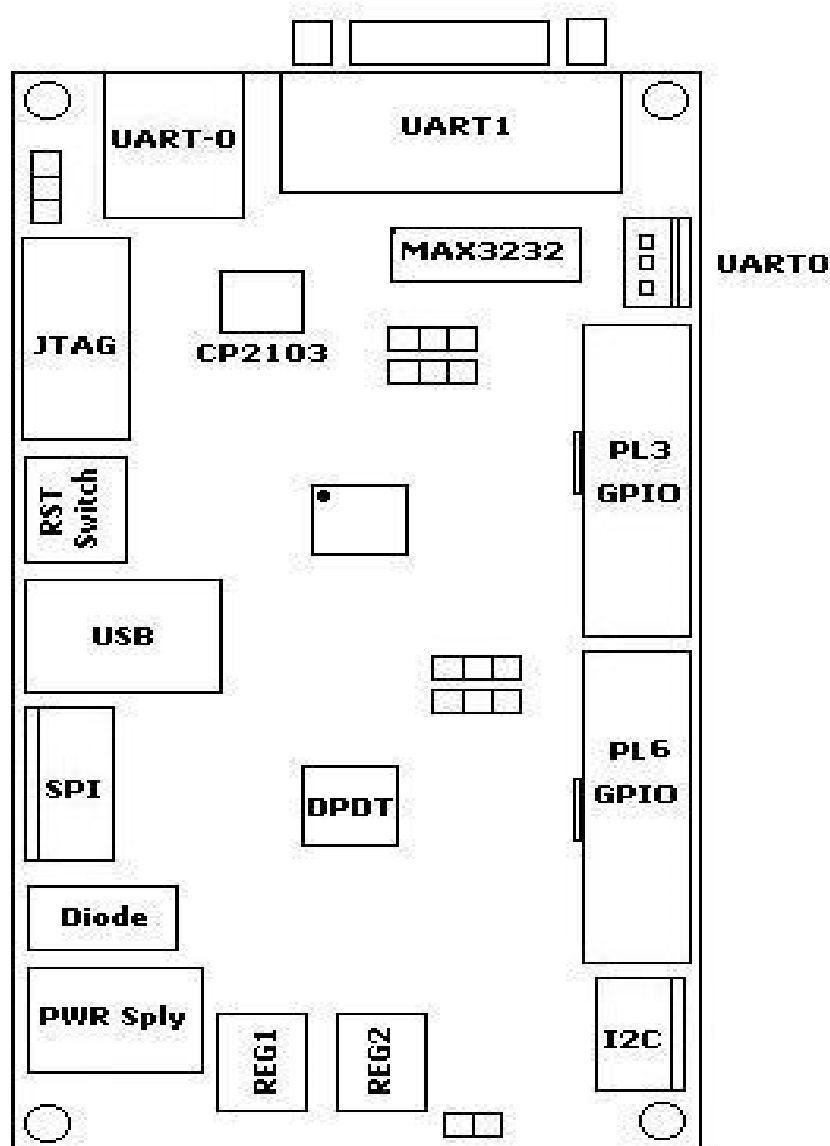 UART-0
UART1
MAX3232
UART0
CP2103
JTAG
PL3
GPIO
RST
Switch
USB
PL6
GPIO
SPI
DPDT
Diode
PWR Sply
REG1
REG2
I2C